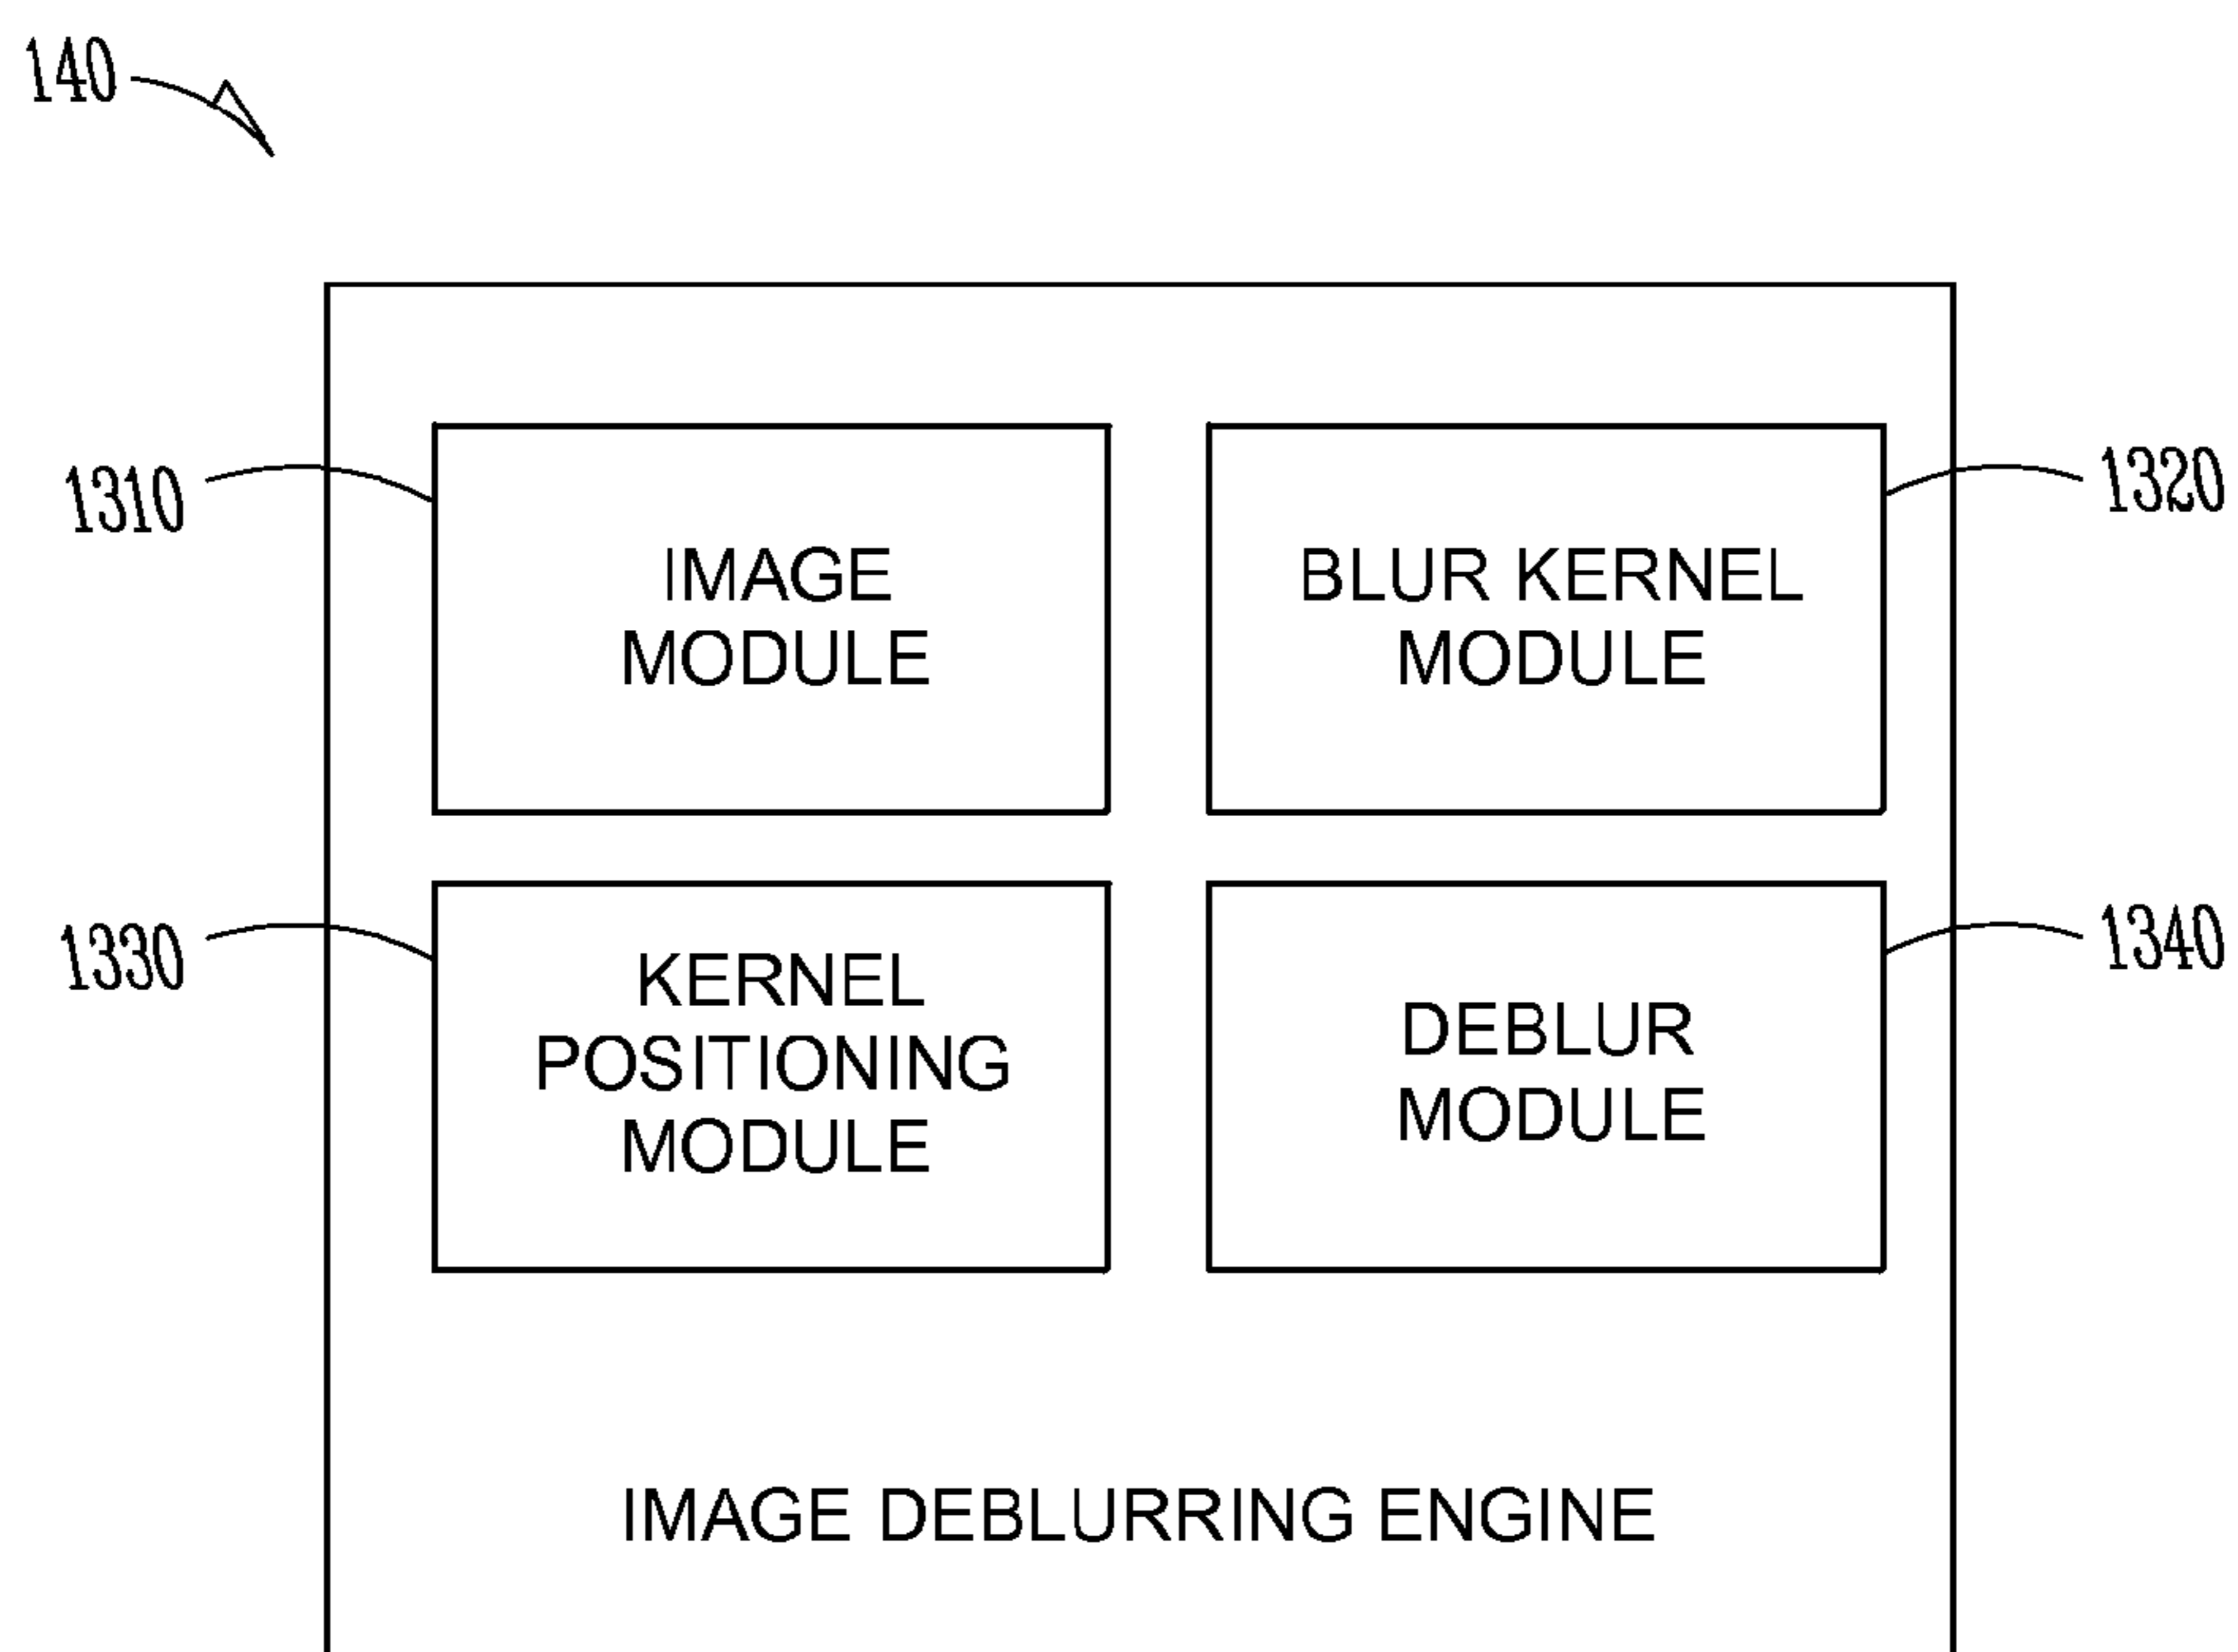 140
1310
IMAGE
MODULE
1320
BLUR KERNEL
MODULE
1330
KERNEL
POSITIONING
MODULE
1340
DEBLUR
MODULE
IMAGE DEBLURRING ENGINE